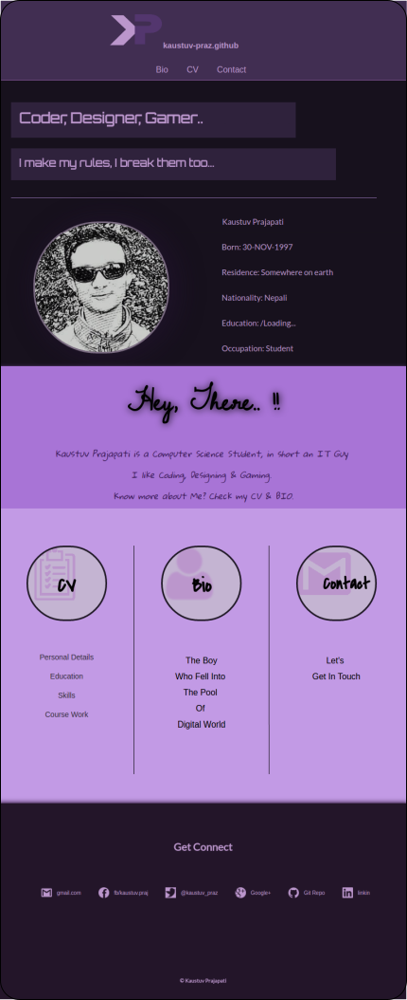 KP
kaustuv-praz.github
Bio CV Contact
Coder, Designer, Gamer..
I make my rules, I break them too...
Kaustuv Prajapati
Born: 30-NOV-1997
Residence: Somewhere on earth
Nationality: Nepali
Education: /Loading...
Occupation: Student
Hey, There.. !!
Kaustuv Prajapati is a Computer Science Student, in short an IT Guy
I like Coding, Designing & Gaming.
Know more about Me? Check my CV & BIO.
CV
Personal Details
Education
Skills
Course Work
Bio
The Boy
Who Fell Into
The Pool
Of
Digital World
Contact
Let's
Get In Touch
Get Connect
gmail.com fb/kaustuv.praj @kaustuv_praz Google+ Git Repo linkin
© Kaustuv Prajapati